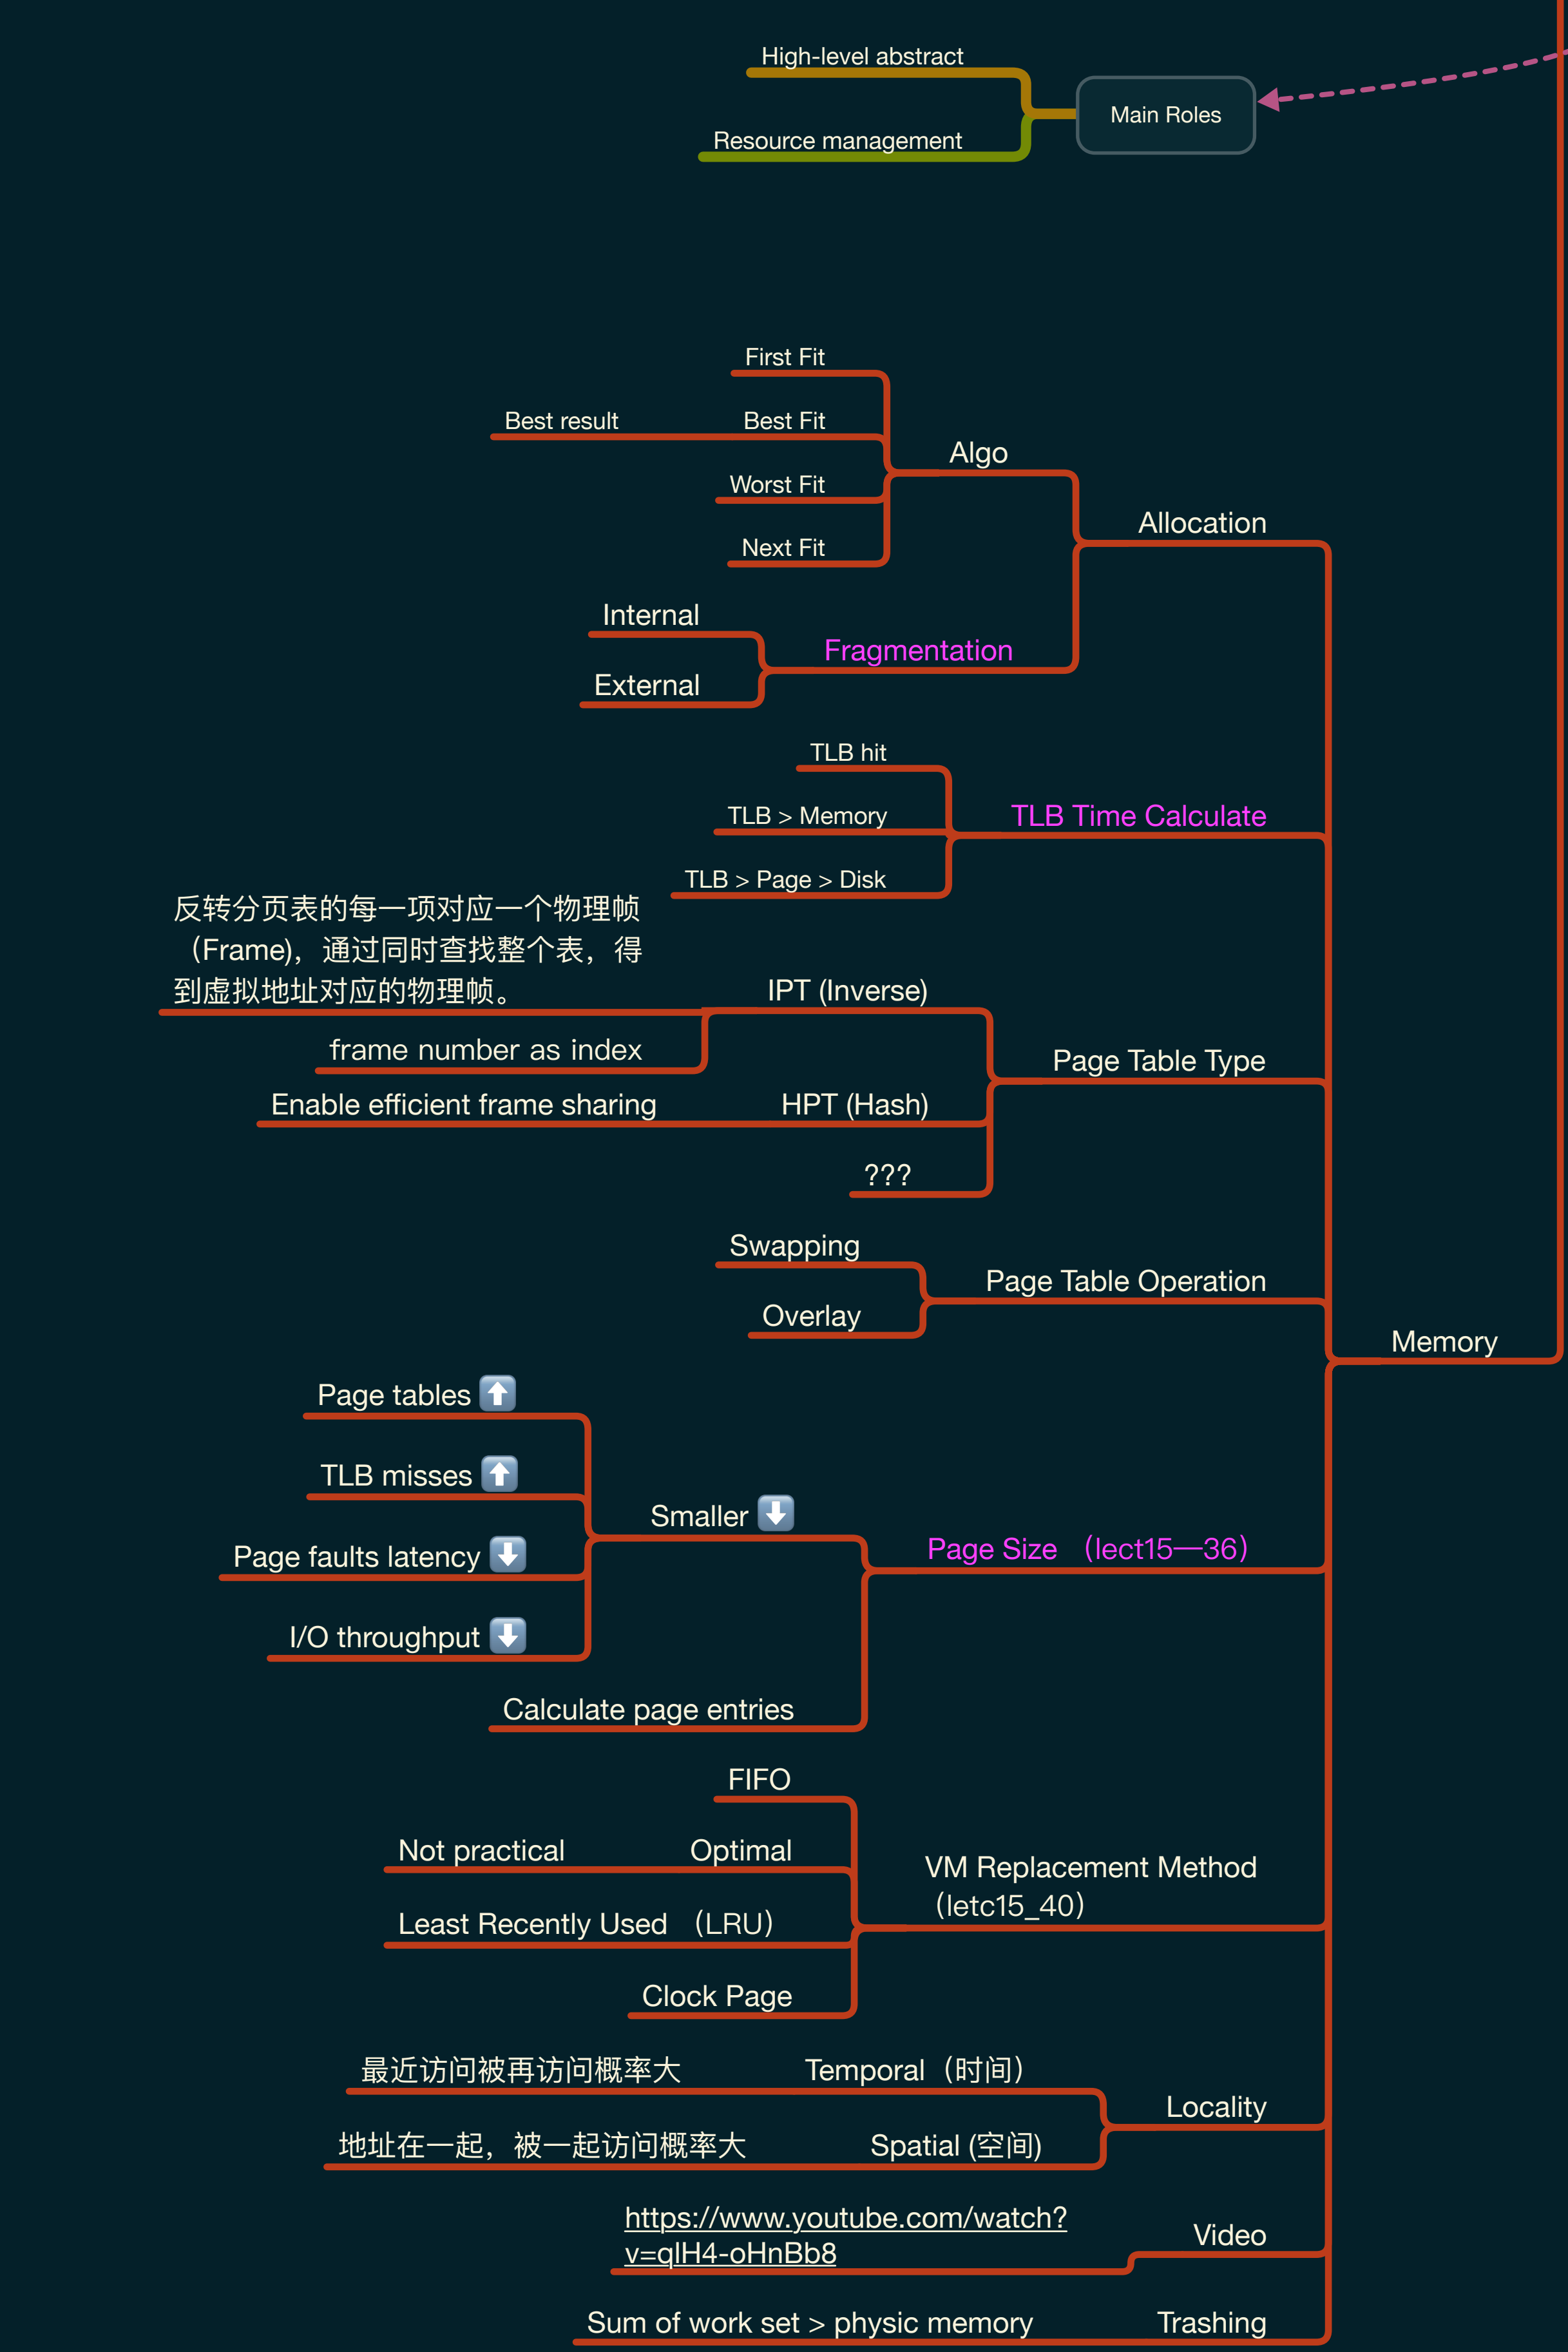 High-level abstract
Main Roles
Resource management
First Fit
Best result
Best Fit
Algo
Worst Fit
Allocation
Next Fit
Internal
Fragmentation
External
TLB hit
TLB > Memory
TLB Time Calculate
TLB > Page > Disk
反转分页表的每一项对应一个物理帧
（Frame)，通过同时查找整个表，得
到虚拟地址对应的物理帧。
IPT (Inverse)
frame number as index
Page Table Type
Enable efficient frame sharing
HPT (Hash)
???
Swapping
Page Table Operation
Overlay
Memory
Page tables ⬆️
TLB misses ⬆️
Smaller ⬇️
Page faults latency ⬇️
Page Size （lect15—36）
I/O throughput ⬇️
Calculate page entries
FIFO
Not practical
Optimal
VM Replacement Method
（letc15_40）
Least Recently Used （LRU）
Clock Page
最近访问被再访问概率大
Temporal（时间）
Locality
地址在一起，被一起访问概率大
Spatial (空间)
https://www.youtube.com/watch?
v=qlH4-oHnBb8
Video
Sum of work set > physic memory
Trashing